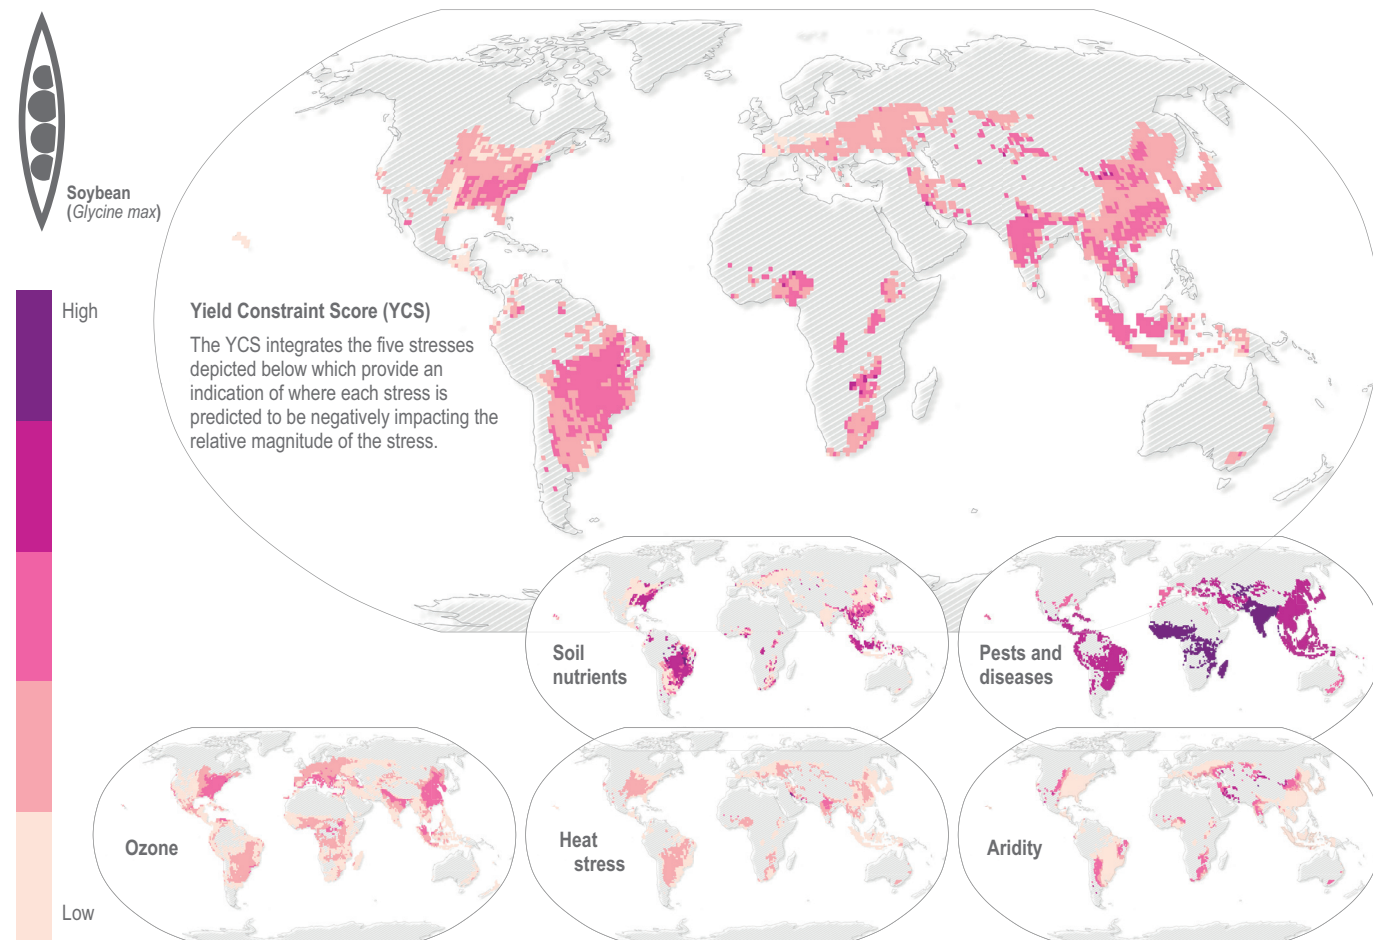 Soybean
(Glycine max)
High
Low
Yield Constraint Score (YCS)
The YCS integrates the five stresses
depicted below which provide an
indication of where each stress is
predicted to be negatively impacting the
relative magnitude of the stress.
Soil
nutrients
Pests and
diseases
Ozone
Heat
stress
Aridity